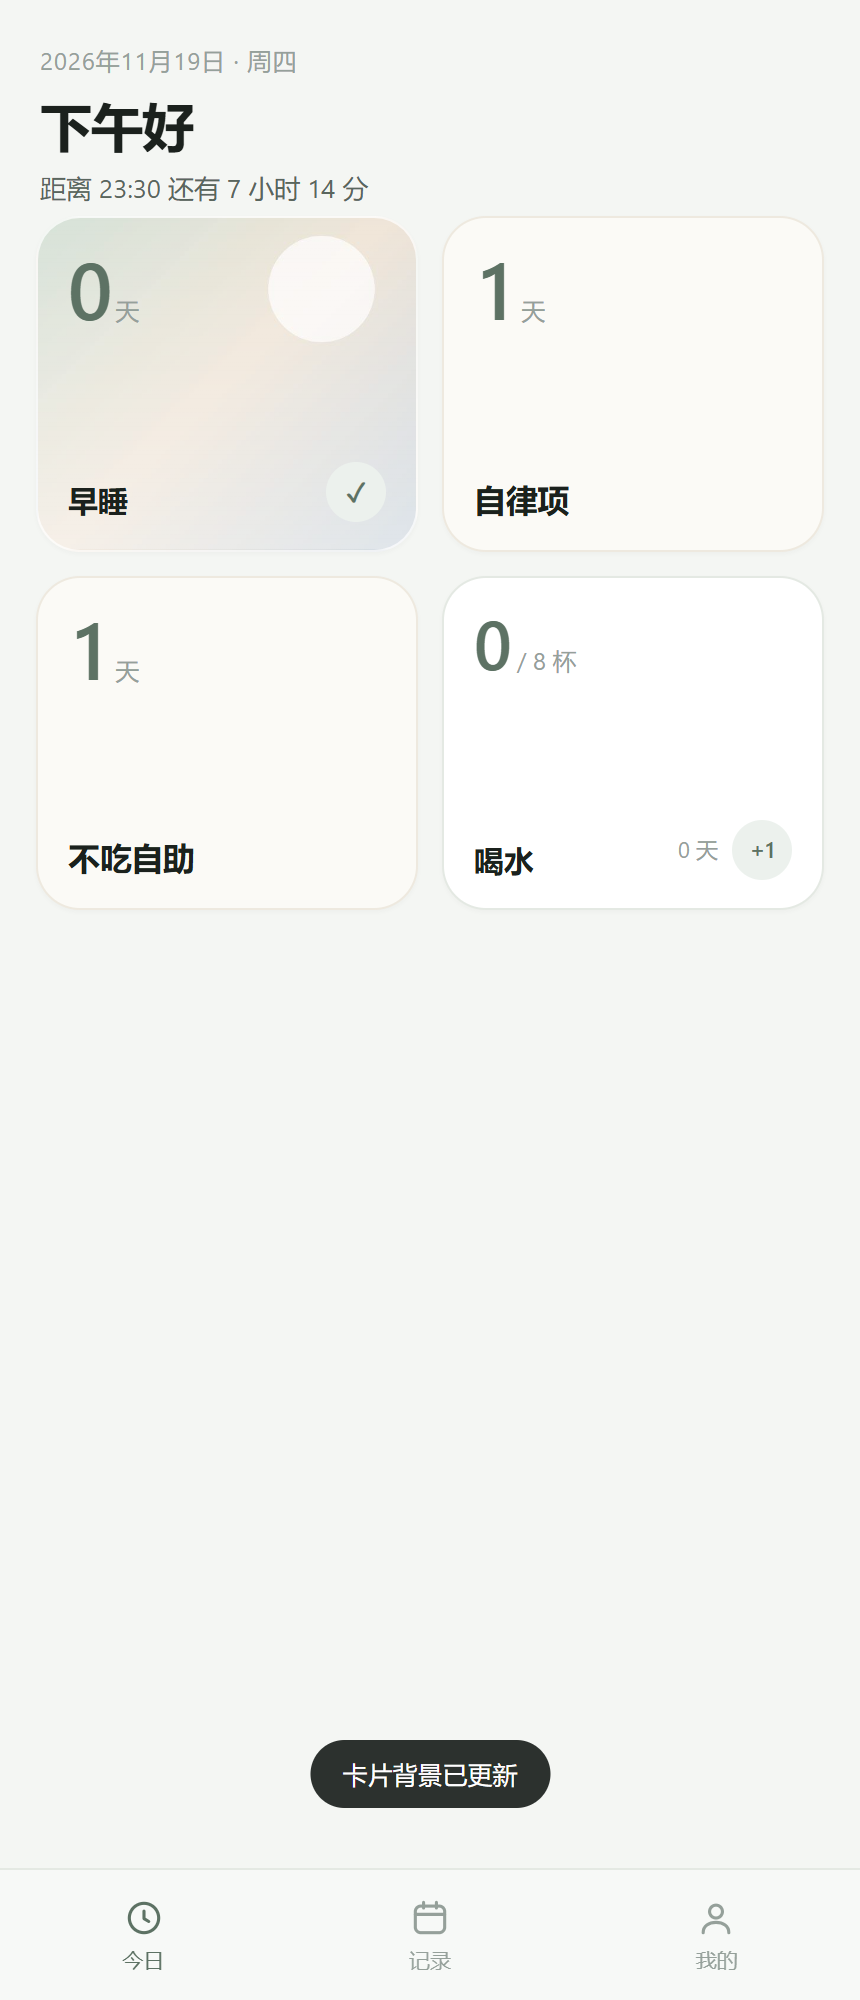 2026年11月19日 · 周四
下午好
距离 23:30 还有 7 小时 14 分
0 天
早睡
✓
1 天
自律项
1 天
不吃自助
0 / 8 杯
喝水
0 天
+1
卡片背景已更新
今日
记录
我的